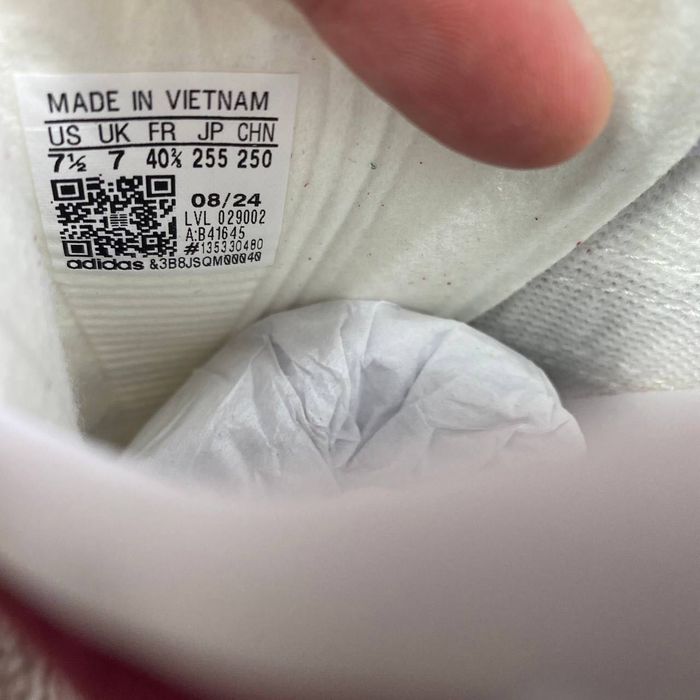 MADE IN VIETNAM
US UK FR JP CHN
7½ 7 40⅔ 255 250
08/24
LVL 029002
A:B41645
#135330480
adidas &3B8JSQM00040